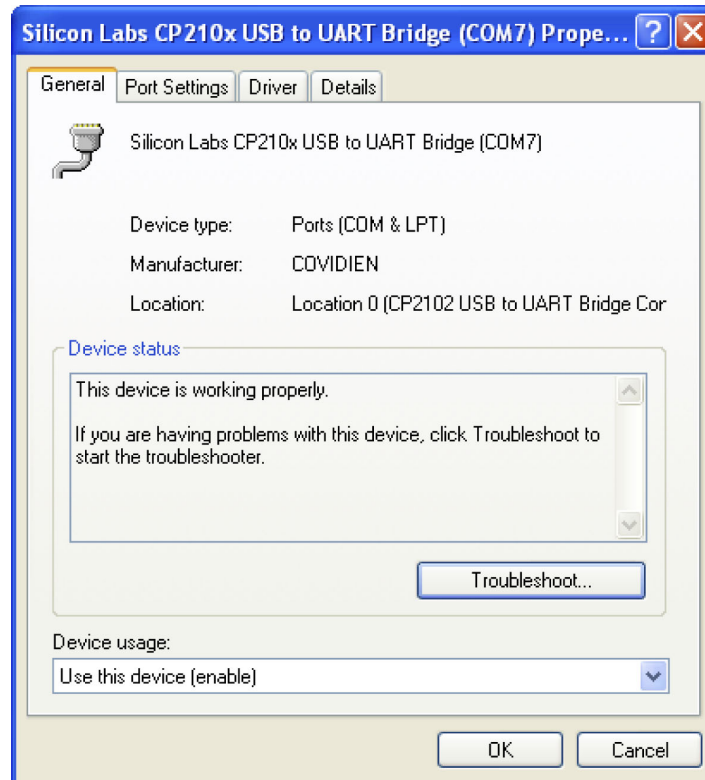 Silicon Labs CP210x USB to UART Bridge (COM7) Prope... ? X
General Port Settings Driver Details
Silicon Labs CP210x USB to UART Bridge (COM7)
Device type: Ports (COM & LPT)
Manufacturer: COVIDIEN
Location: Location 0 (CP2102 USB to UART Bridge Cor
Device status
This device is working properly.
If you are having problems with this device, click Troubleshoot to
start the troubleshooter.
Troubleshoot...
Device usage:
Use this device (enable)
OK Cancel